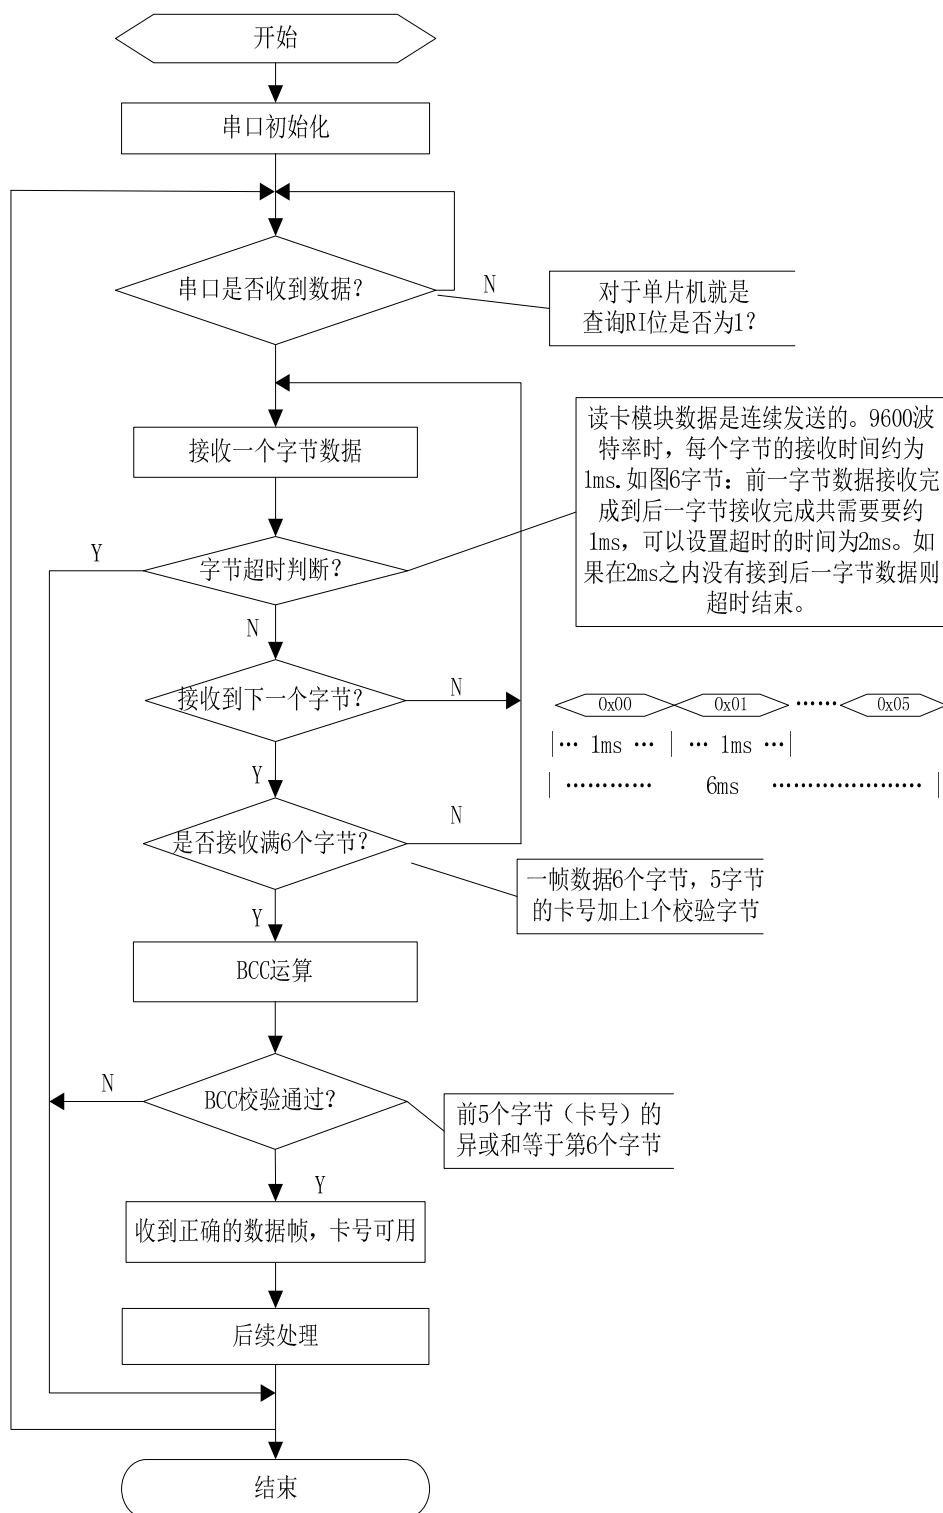 开始
串口初始化
串口是否收到数据?
N
对于单片机就是
查询RI位是否为1?
接收一个字节数据
读卡模块数据是连续发送的。9600波
特率时，每个字节的接收时间约为
1ms.如图6字节：前一字节数据接收完
成到后一字节接收完成共需要要约
1ms，可以设置超时的时间为2ms。如
果在2ms之内没有接到后一字节数据则
超时结束。
Y
字节超时判断?
N
接收到下一个字节?
N
0x00
0x01
……
0x05
|… 1ms …|… 1ms …|
|………… 6ms …………………|
Y
是否接收满6个字节?
N
一帧数据6个字节，5字节
的卡号加上1个校验字节
Y
BCC运算
N
BCC校验通过?
前5个字节（卡号）的
异或和等于第6个字节
Y
收到正确的数据帧，卡号可用
后续处理
结束